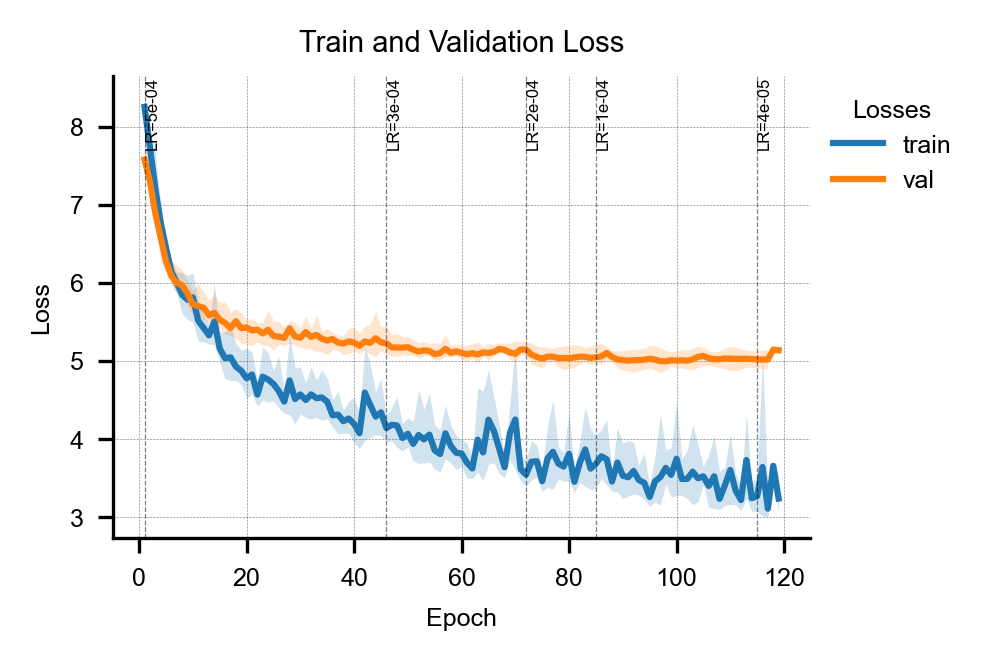 Train and Validation Loss
LR=5e-04
LR=3e-04
LR=2e-04
LR=1e-04
LR=4e-05
Losses
train
val
Loss
8
7
6
5
4
3
0 20 40 60 80 100 120
Epoch